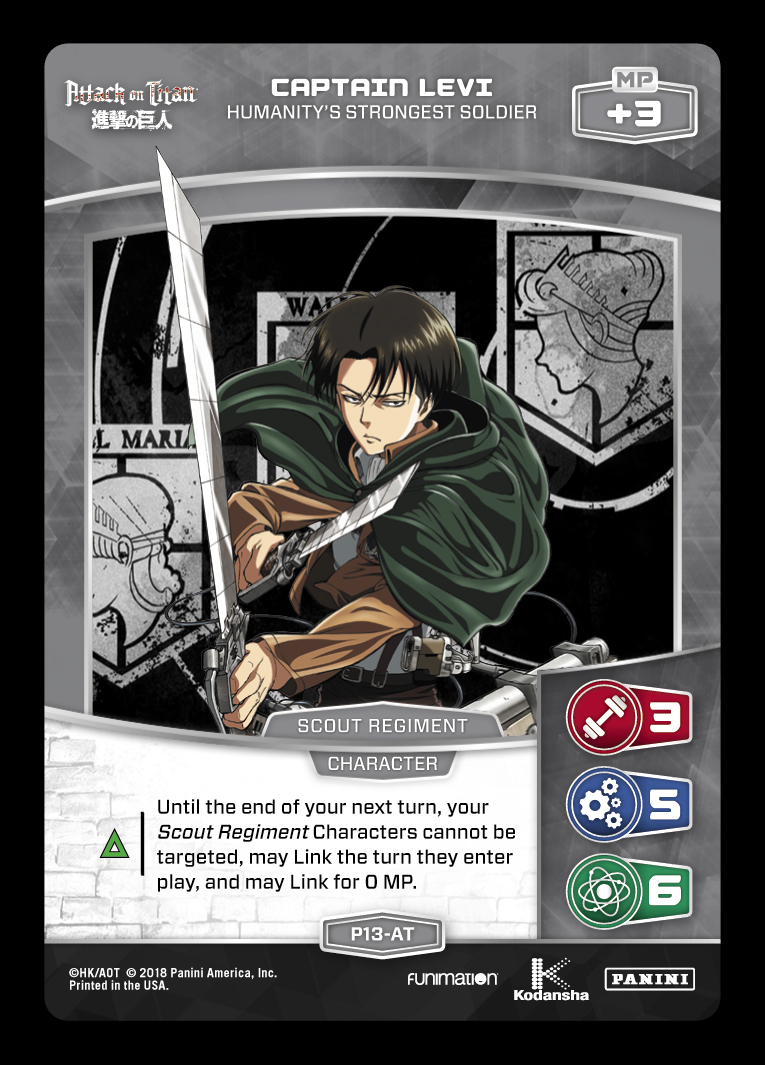 Attack on Titan
進撃の巨人
CAPTAIN LEVI
HUMANITY'S STRONGEST SOLDIER
MP
+3
WALL
L MARIA
SCOUT REGIMENT
CHARACTER
3
5
6
Until the end of your next turn, your
Scout Regiment Characters cannot be
targeted, may Link the turn they enter
play, and may Link for 0 MP.
P13-AT
©HK/AOT © 2018 Panini America, Inc.
Printed in the USA.
FUNIMATION
K
Kodansha
PANINI